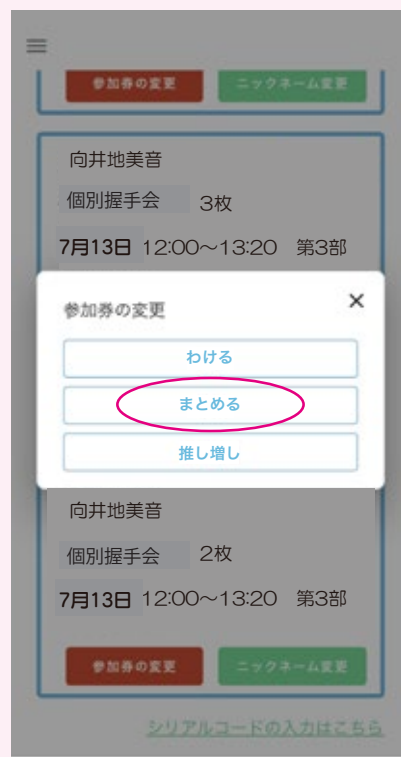 参加券の変更 ニックネーム変更
向井地美音
個別握手会 3枚
7月13日 12:00〜13:20 第3部
参加券の変更 ×
わける
まとめる
推し増し
向井地美音
個別握手会 2枚
7月13日 12:00〜13:20 第3部
参加券の変更 ニックネーム変更
シリアルコードの入力はこちら